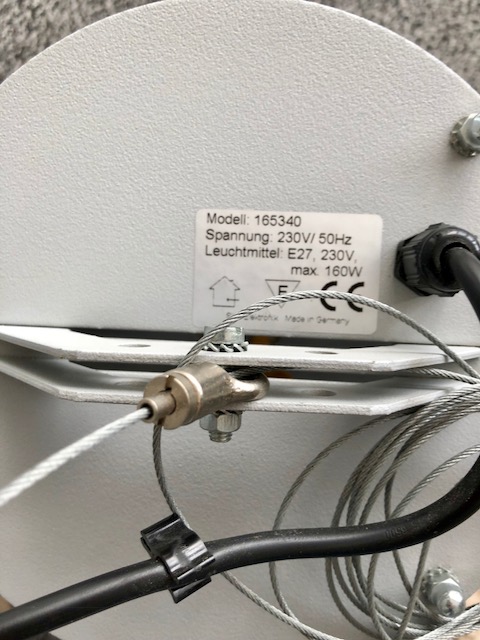 Modell: 165340
Spannung: 230V/ 50Hz
Leuchtmittel: E27, 230V,
max. 160W
F
CE
Made in Germany